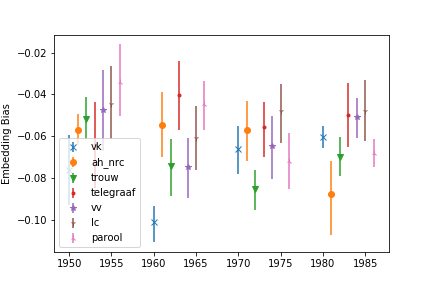 −0.02
−0.04
−0.06
−0.08
−0.10
Embedding Bias
vk
ah_nrc
trouw
telegraaf
vv
lc
parool
1950 1955 1960 1965 1970 1975 1980 1985